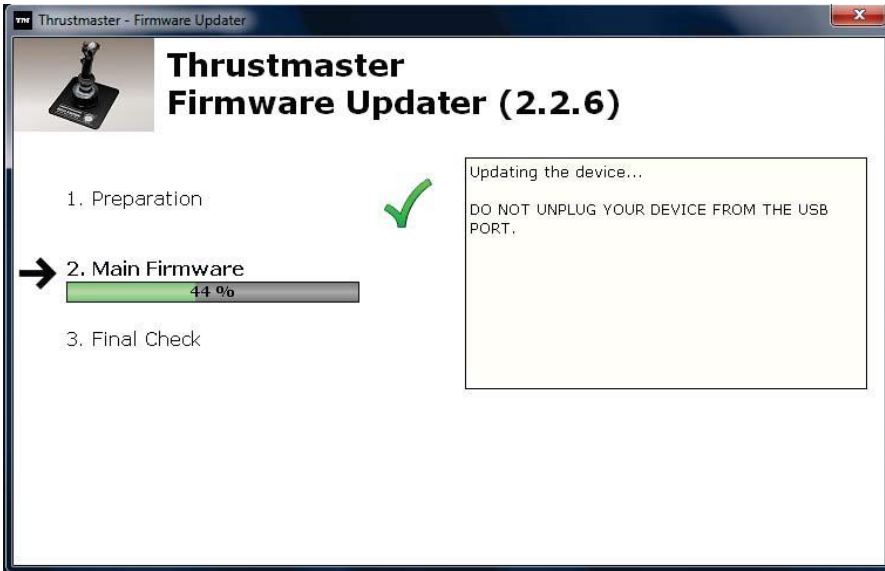 Thrustmaster - Firmware Updater
Thrustmaster
Firmware Updater (2.2.6)
1. Preparation
2. Main Firmware
44 %
3. Final Check
Updating the device...
DO NOT UNPLUG YOUR DEVICE FROM THE USB
PORT.